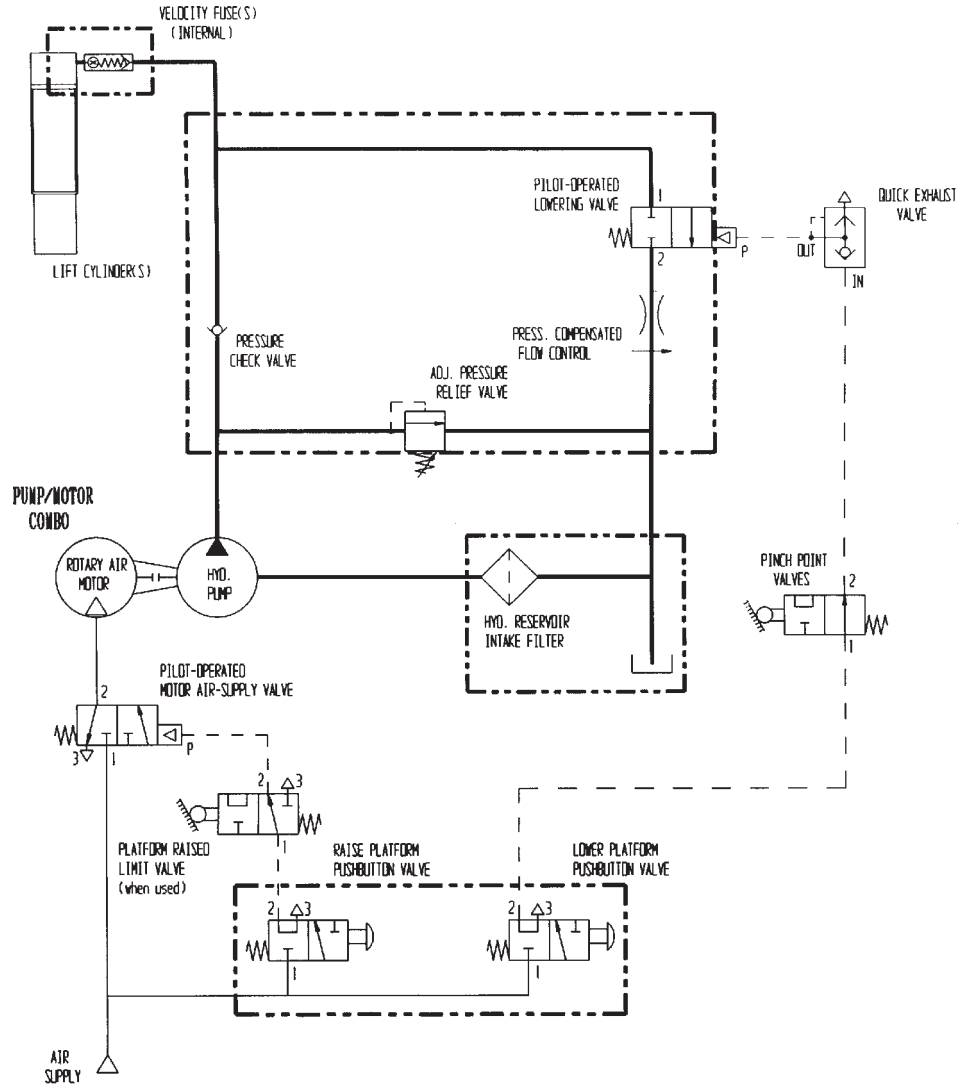 VELOCITY FUSE(S)
(INTERNAL)
LIFT CYLINDER(S)
PILOT-OPERATED
LOWERING VALVE
1
2
P
QUICK EXHAUST
VALVE
OUT
IN
PRESSURE
CHECK VALVE
PRESS. COMPENSATED
FLOW CONTROL
ADJ. PRESSURE
RELIEF VALVE
PUMP/MOTOR
COMBO
ROTARY AIR
MOTOR
HYD.
PUMP
HYD. RESERVOIR
INTAKE FILTER
PINCH POINT
VALVES
2
1
PILOT-OPERATED
MOTOR AIR-SUPPLY VALVE
2
3
1
P
2
3
1
PLATFORM RAISED
LIMIT VALVE
(when used)
RAISE PLATFORM
PUSHBUTTON VALVE
LOWER PLATFORM
PUSHBUTTON VALVE
2
3
1
2
3
1
AIR
SUPPLY